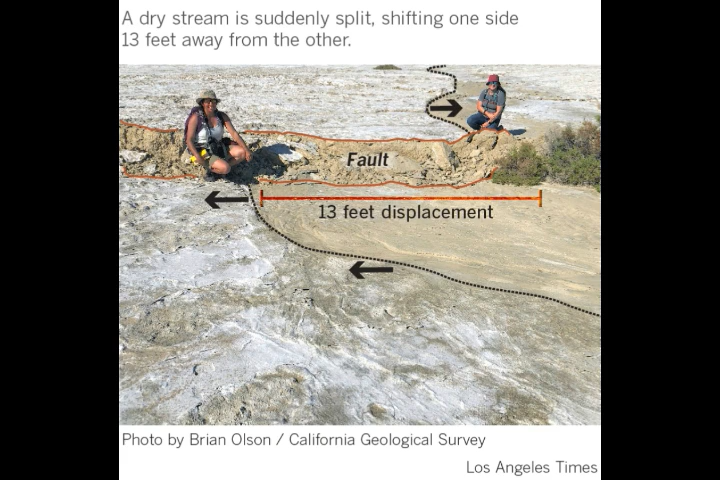 A dry stream is suddenly split, shifting one side
13 feet away from the other.
Fault
13 feet displacement
Photo by Brian Olson / California Geological Survey
Los Angeles Times